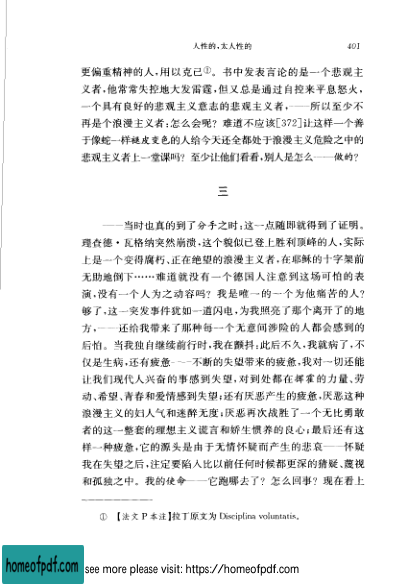 人性的，太人性的 401
更偏重精神的人，用以克己①。书中发表言论的是一个悲观主
义者，他常常失控地大发雷霆，但又总是通过自控来平息怒火，
一个具有良好的悲观主义意志的悲观主义者，——所以至少不
再是个浪漫主义者：怎么会呢？难道不应该[372]让这样一个善
于像蛇一样褪皮变色的人给今天还全都处于浪漫主义危险之中的
悲观主义者上一堂课吗？至少让他们看看，别人是怎么——做的？
三
——当时也真的到了分手之时；这一点随即就得到了证明。
理查德·瓦格纳突然崩溃，这个貌似已登上胜利顶峰的人，实际
上是一个变得腐朽、正在绝望的浪漫主义者，在耶稣的十字架前
无助地倒下……难道就没有一个德国人注意到这场可怕的表
演，没有一个人为之动容吗？我是唯一的一个为他痛苦的人？
够了，这一突发事件犹如一道闪电，为我照亮了那个离开了的地
方，——还给我带来了那种每一个无意间涉险的人都会感到的
后怕。当我独自继续前行时，我在颤抖；此后不久，我就病了，不
仅是生病，还有疲惫——不断的失望带来的疲惫，我对一切还能
让我们现代人兴奋的事感到失望，对到处都在挥霍的力量、劳
动、希望、青春和爱情感到失望；还有厌恶产生的疲惫，厌恶这种
浪漫主义的妇人气和迷醉无度；厌恶再次战胜了一个无比勇敢
者的这一整套的理想主义谎言和娇生惯养的良心；最后还有这
样一种疲惫，它的源头是由于无情怀疑而产生的悲哀——怀疑
我在失望之后，注定要陷入比以前任何时候都更深的猜疑、蔑视
和孤独之中。我的使命——它跑哪去了？怎么回事？现在看上
① 【法文P本注】拉丁原文为 Disciplina voluntatis。
homeofpdf.com see more please visit: https://homeofpdf.com